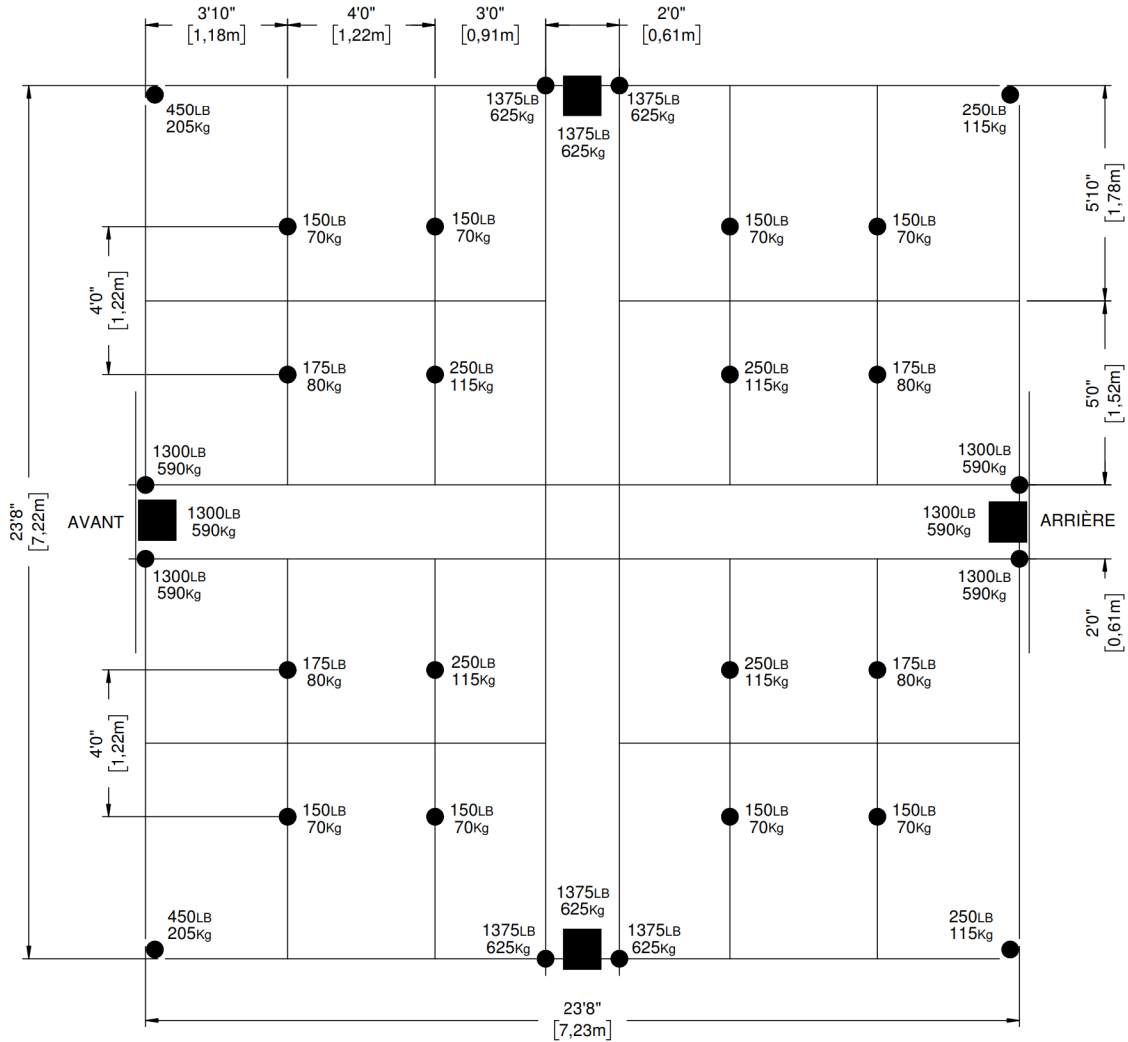 3'10"
[1,18m]
4'0"
[1,22m]
3'0"
[0,91m]
2'0"
[0,61m]
450LB
205Kg
1375LB
625Kg
1375LB
625Kg
1375LB
625Kg
250LB
115Kg
5'10"
[1,78m]
150LB
70Kg
150LB
70Kg
150LB
70Kg
150LB
70Kg
4'0"
[1,22m]
175LB
80Kg
250LB
115Kg
250LB
115Kg
175LB
80Kg
5'0"
[1,52m]
1300LB
590Kg
1300LB
590Kg
23'8"
[7,22m]
AVANT
1300LB
590Kg
1300LB
590Kg
ARRIÈRE
1300LB
590Kg
1300LB
590Kg
2'0"
[0,61m]
175LB
80Kg
250LB
115Kg
250LB
115Kg
175LB
80Kg
4'0"
[1,22m]
150LB
70Kg
150LB
70Kg
150LB
70Kg
150LB
70Kg
450LB
205Kg
1375LB
625Kg
1375LB
625Kg
1375LB
625Kg
250LB
115Kg
23'8"
[7,23m]